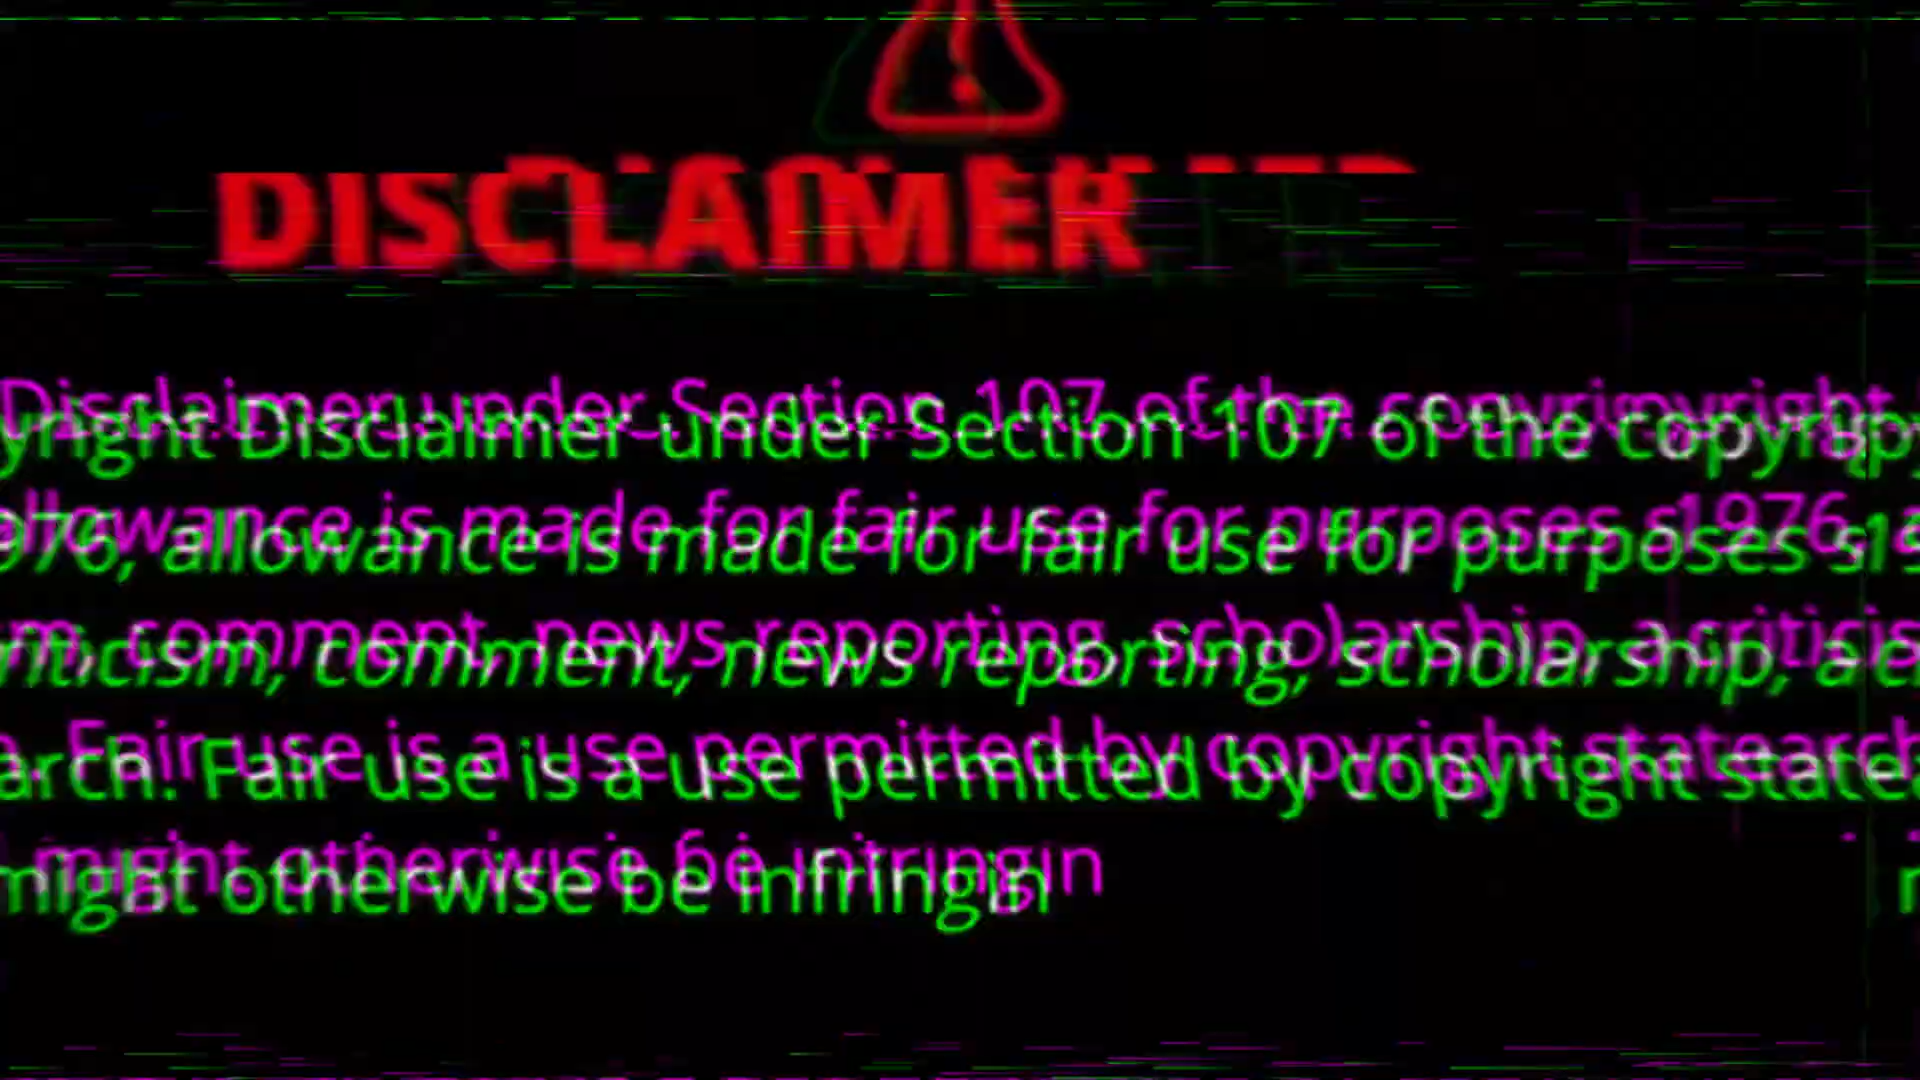 DISCLAIMER
yright Disclaimer under Section 107 of the copyrig
976, allowance is made for fair use for purposes s
riticism, comment, news reporting, scholarship, a
arch. Fair use is a use permitted by copyright state
might otherwise be infringin